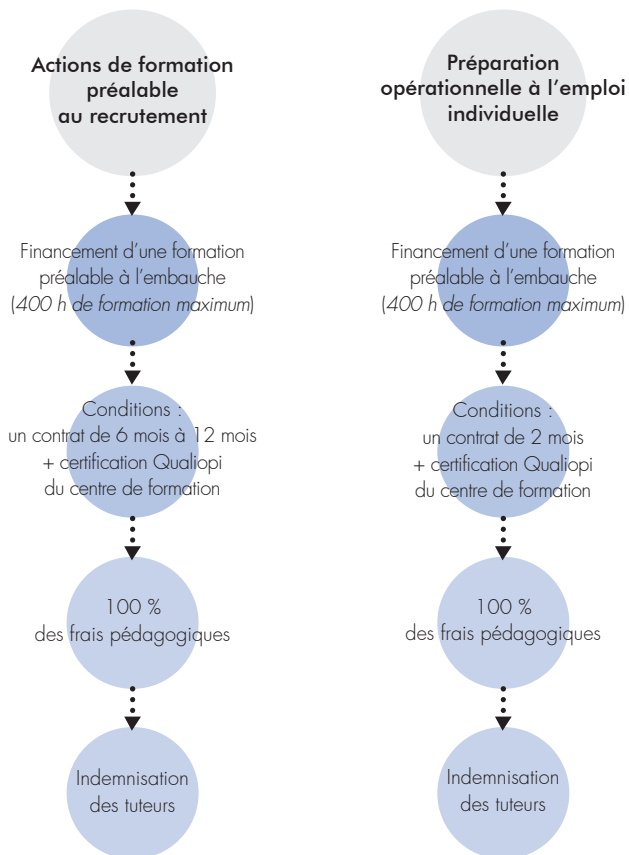 Actions de formation
préalable
au recrutement
Financement d’une formation
préalable à l’embauche
(400 h de formation maximum)
Conditions :
un contrat de 6 mois à 12 mois
+ certification Qualiopi
du centre de formation
100 %
des frais pédagogiques
Indemnisation
des tuteurs
Préparation
opérationnelle à l’emploi
individuelle
Financement d’une formation
préalable à l’embauche
(400 h de formation maximum)
Conditions :
un contrat de 2 mois
+ certification Qualiopi
du centre de formation
100 %
des frais pédagogiques
Indemnisation
des tuteurs